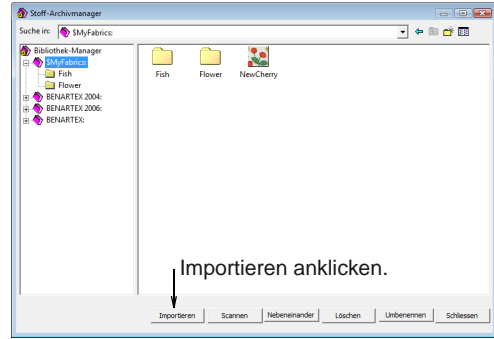 Stoff-Archivmanager
Suche in: $MyFabrics:
Bibliothek-Manager
$MyFabrics:
Fish
Flower
BENARTEX 2004:
BENARTEX 2006:
BENARTEX:
Fish Flower NewCherry
Importieren anklicken.
Importieren Scannen Nebeneinander Löschen Umbenennen Schliessen